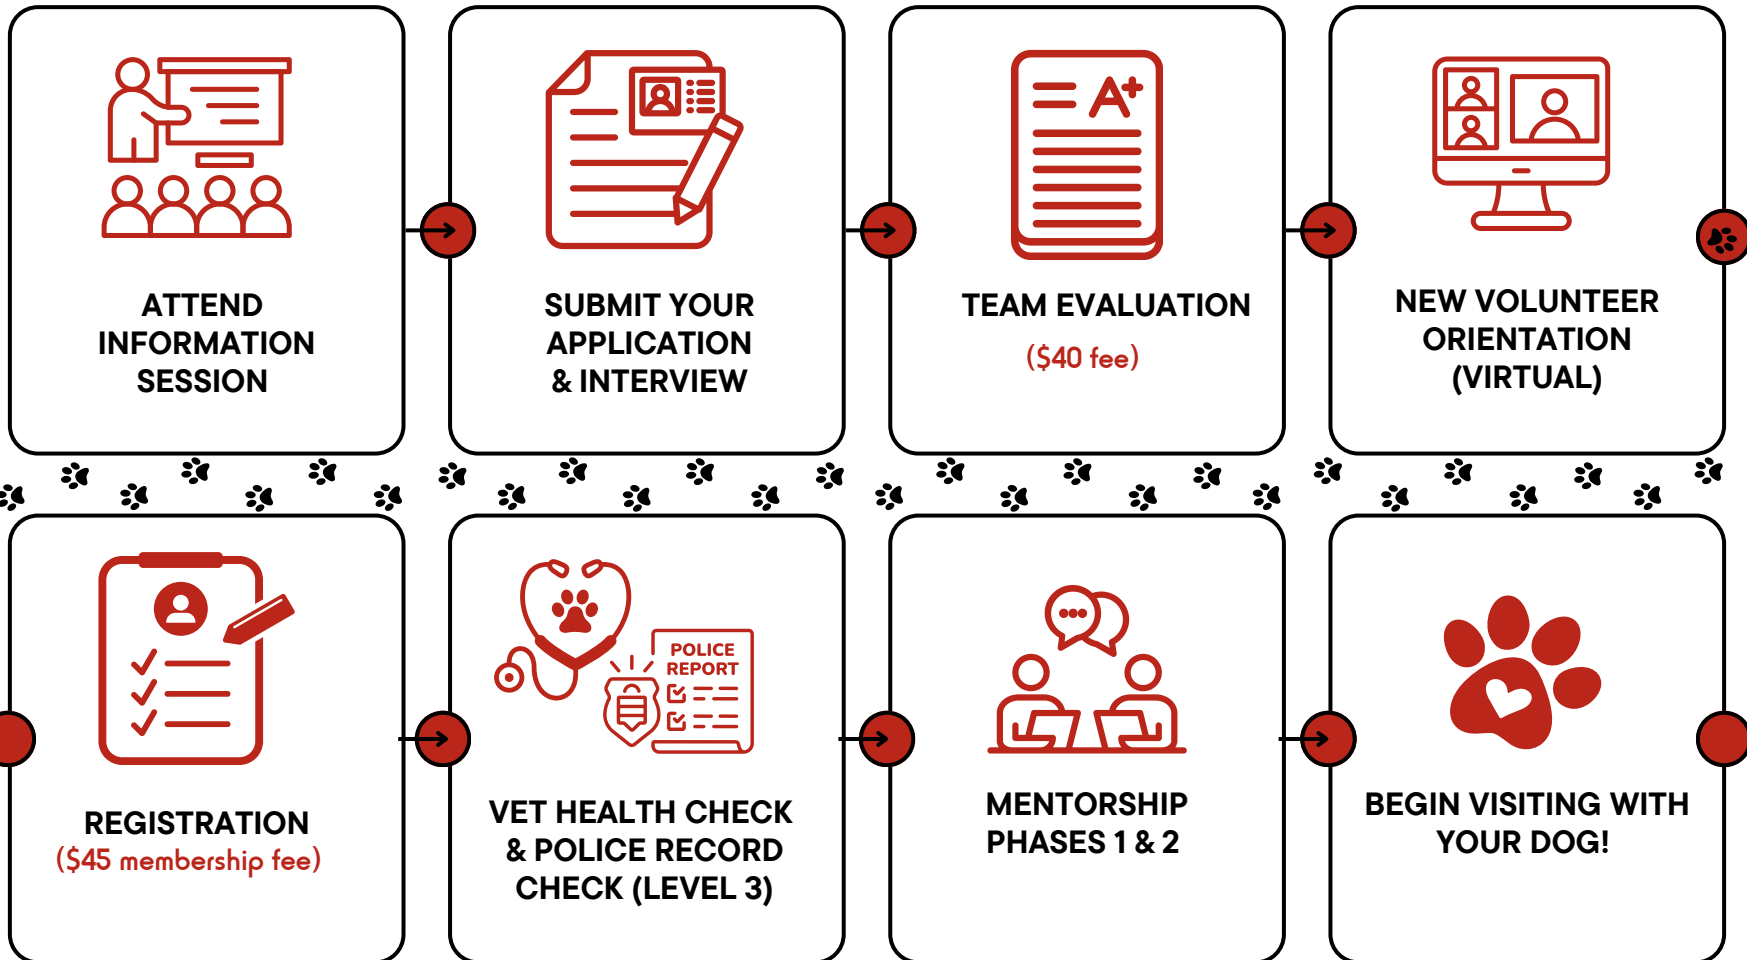 ATTEND
INFORMATION
SESSION
SUBMIT YOUR
APPLICATION
& INTERVIEW
A+
TEAM EVALUATION
($40 fee)
NEW VOLUNTEER
ORIENTATION
(VIRTUAL)
REGISTRATION
($45 membership fee)
POLICE
REPORT
VET HEALTH CHECK
& POLICE RECORD
CHECK (LEVEL 3)
MENTORSHIP
PHASES 1 & 2
BEGIN VISITING WITH
YOUR DOG!